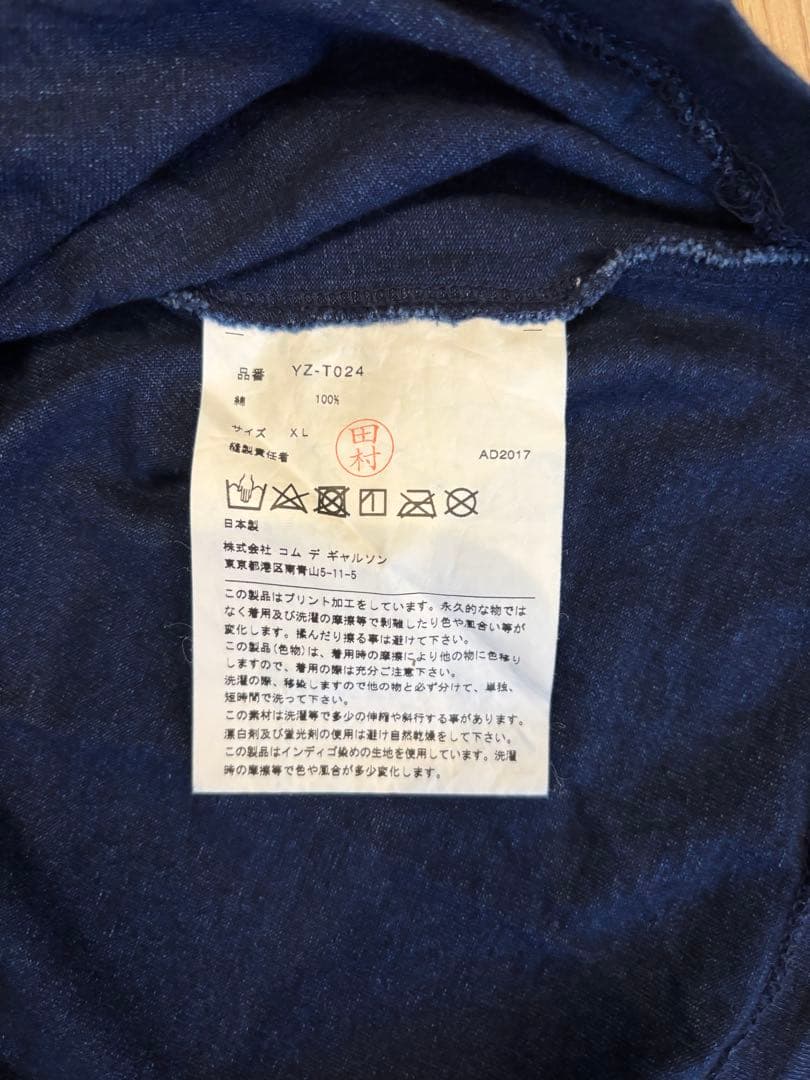 品番 YZ-T024
綿 100%
サイズ XL
縫製責任者 田村 AD2017
日本製
株式会社 コム デ ギャルソン
東京都港区南青山5-11-5
この製品はプリント加工をしています。永久的な物では
なく着用及び洗濯の摩擦等で剥離したり色や風合い等が
変化します。揉んだり擦る事は避けて下さい。
この製品(色物)は、着用時の摩擦により他の物に色移り
しますので、着用の際は充分ご注意下さい。
洗濯の際、移染しますので他の物と必ず分けて、単独、
短時間で洗って下さい。
この素材は洗濯等で多少の伸縮や斜行する事があります。
漂白剤及び蛍光剤の使用は避け自然乾燥をして下さい。
この製品はインディゴ染めの生地を使用しています。洗濯
時の摩擦等で色や風合が多少変化します。